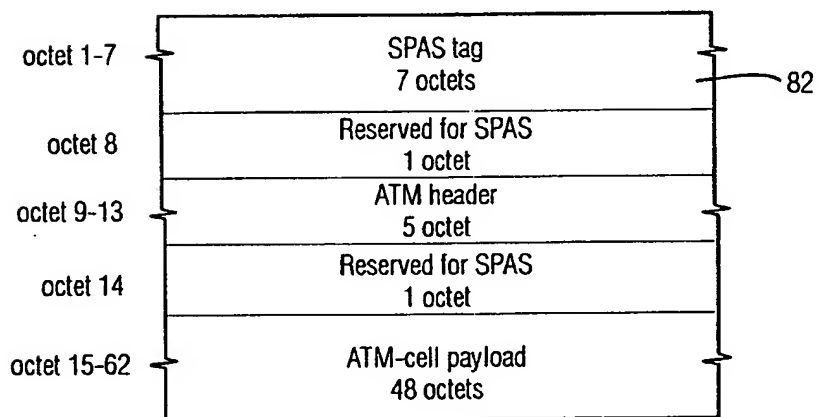 octet 1-7
SPAS tag
7 octets
82
octet 8
Reserved for SPAS
1 octet
octet 9-13
ATM header
5 octet
octet 14
Reserved for SPAS
1 octet
octet 15-62
ATM-cell payload
48 octets